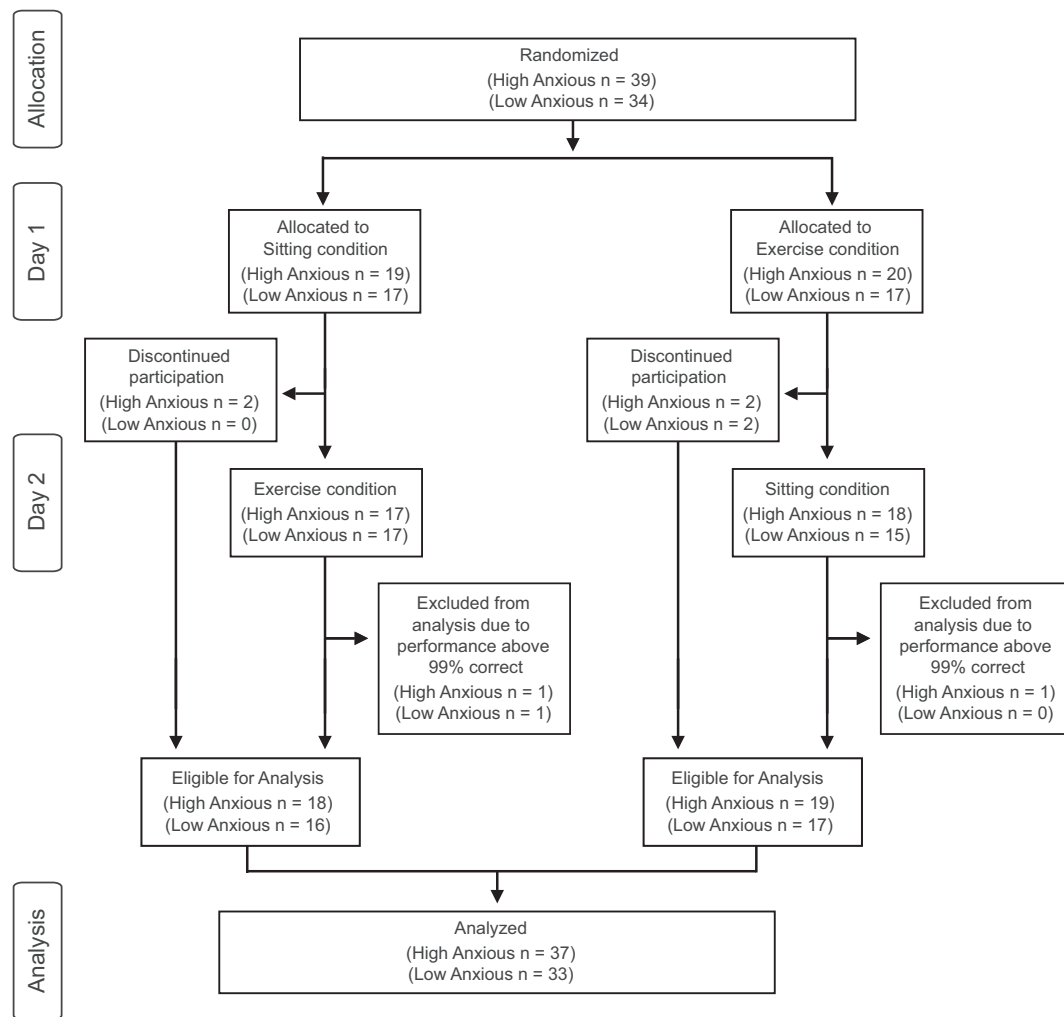 Allocation
Randomized
(High Anxious n = 39)
(Low Anxious n = 34)
Day 1
Allocated to
Sitting condition
(High Anxious n = 19)
(Low Anxious n = 17)
Allocated to
Exercise condition
(High Anxious n = 20)
(Low Anxious n = 17)
Discontinued
participation
(High Anxious n = 2)
(Low Anxious n = 0)
Discontinued
participation
(High Anxious n = 2)
(Low Anxious n = 2)
Day 2
Exercise condition
(High Anxious n = 17)
(Low Anxious n = 17)
Sitting condition
(High Anxious n = 18)
(Low Anxious n = 15)
Excluded from
analysis due to
performance above
99% correct
(High Anxious n = 1)
(Low Anxious n = 1)
Excluded from
analysis due to
performance above
99% correct
(High Anxious n = 1)
(Low Anxious n = 0)
Eligible for Analysis
(High Anxious n = 18)
(Low Anxious n = 16)
Eligible for Analysis
(High Anxious n = 19)
(Low Anxious n = 17)
Analysis
Analyzed
(High Anxious n = 37)
(Low Anxious n = 33)